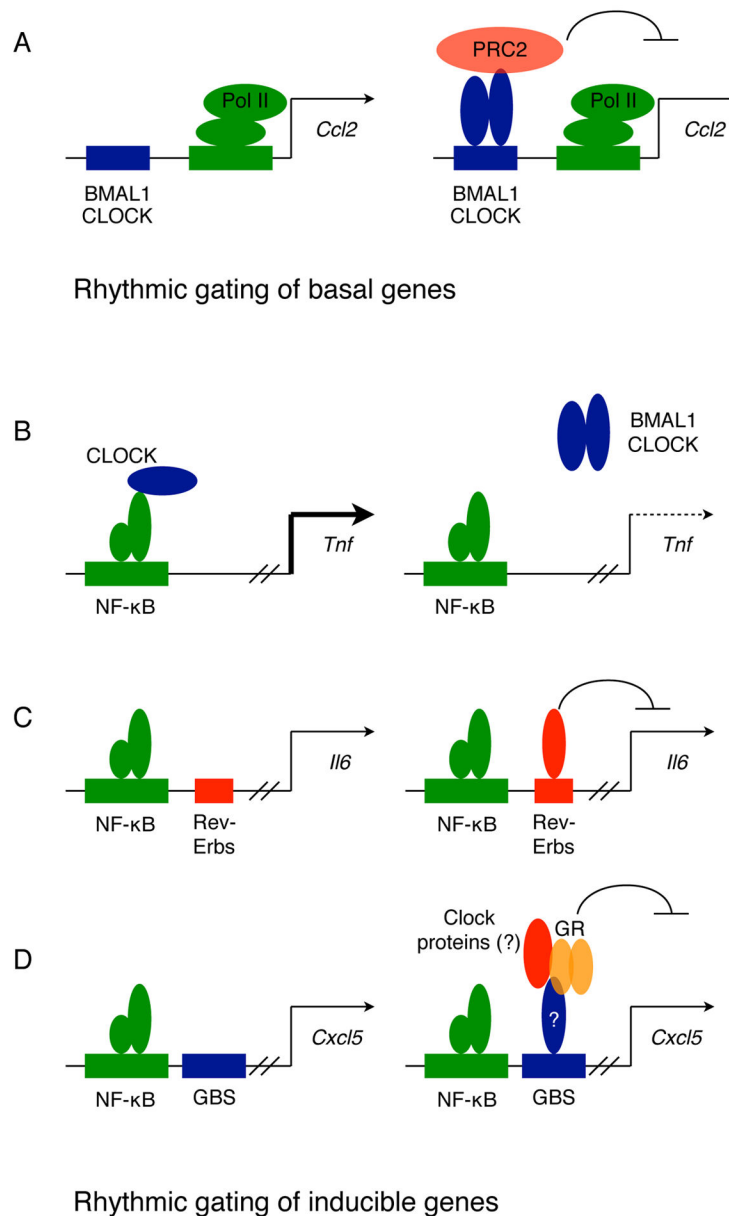 A
Pol II
Ccl2
BMAL1
CLOCK
PRC2
Pol II
Ccl2
BMAL1
CLOCK
Rhythmic gating of basal genes
B
CLOCK
Tnf
NF-κB
BMAL1
CLOCK
Tnf
NF-κB
C
Il6
NF-κB
Rev-
Erbs
Il6
NF-κB
Rev-
Erbs
D
Cxcl5
NF-κB
GBS
Clock
proteins (?)
GR
?
Cxcl5
NF-κB
GBS
Rhythmic gating of inducible genes